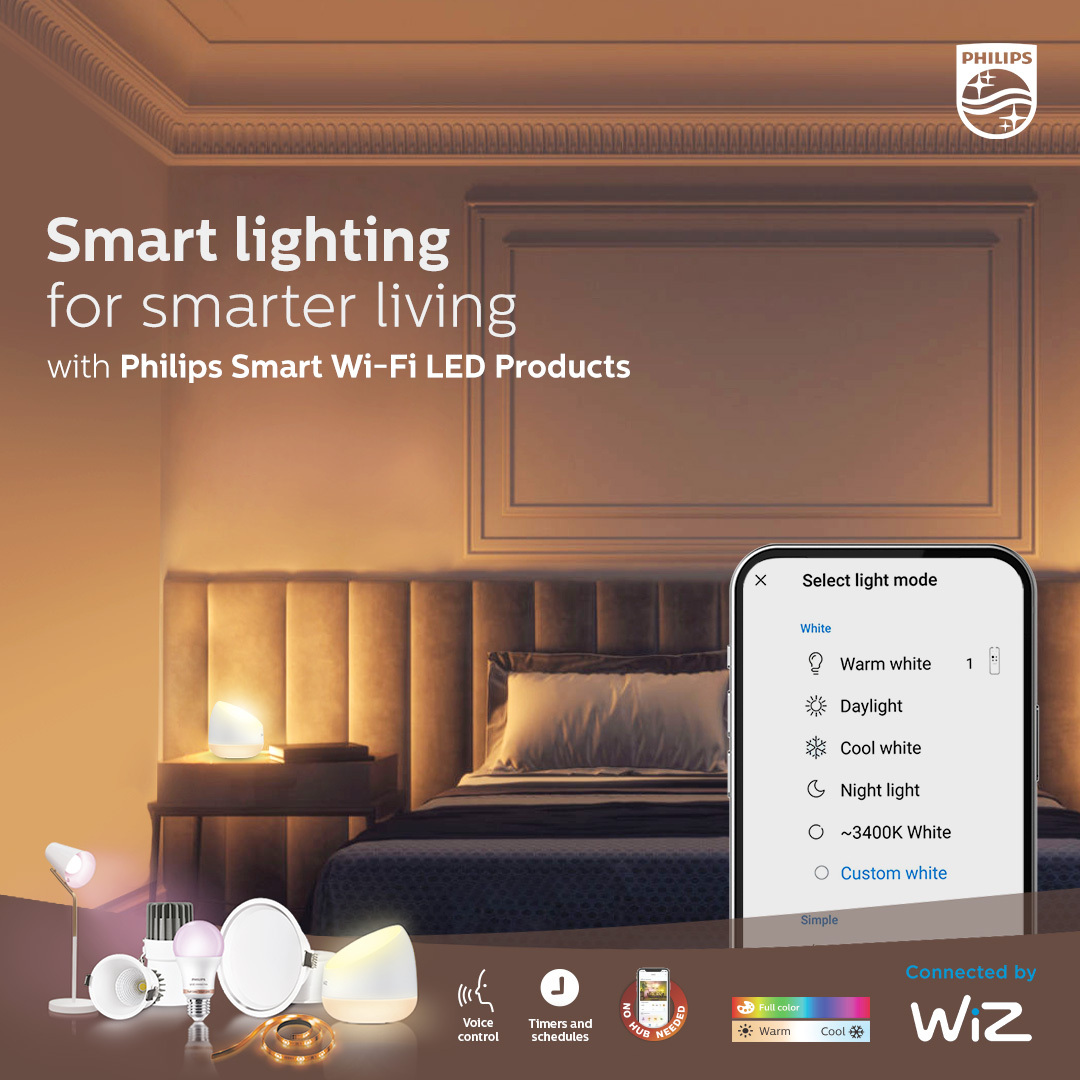 PHILIPS
Smart lighting
for smarter living
with Philips Smart Wi-Fi LED Products
Select light mode
White
Warm white 1
Daylight
Cool white
Night light
~3400K White
Custom white
Simple
PHILIPS
Voice
control
Timers and
schedules
NO HUB NEEDED
Full color
Warm Cool
Connected by
WiZ